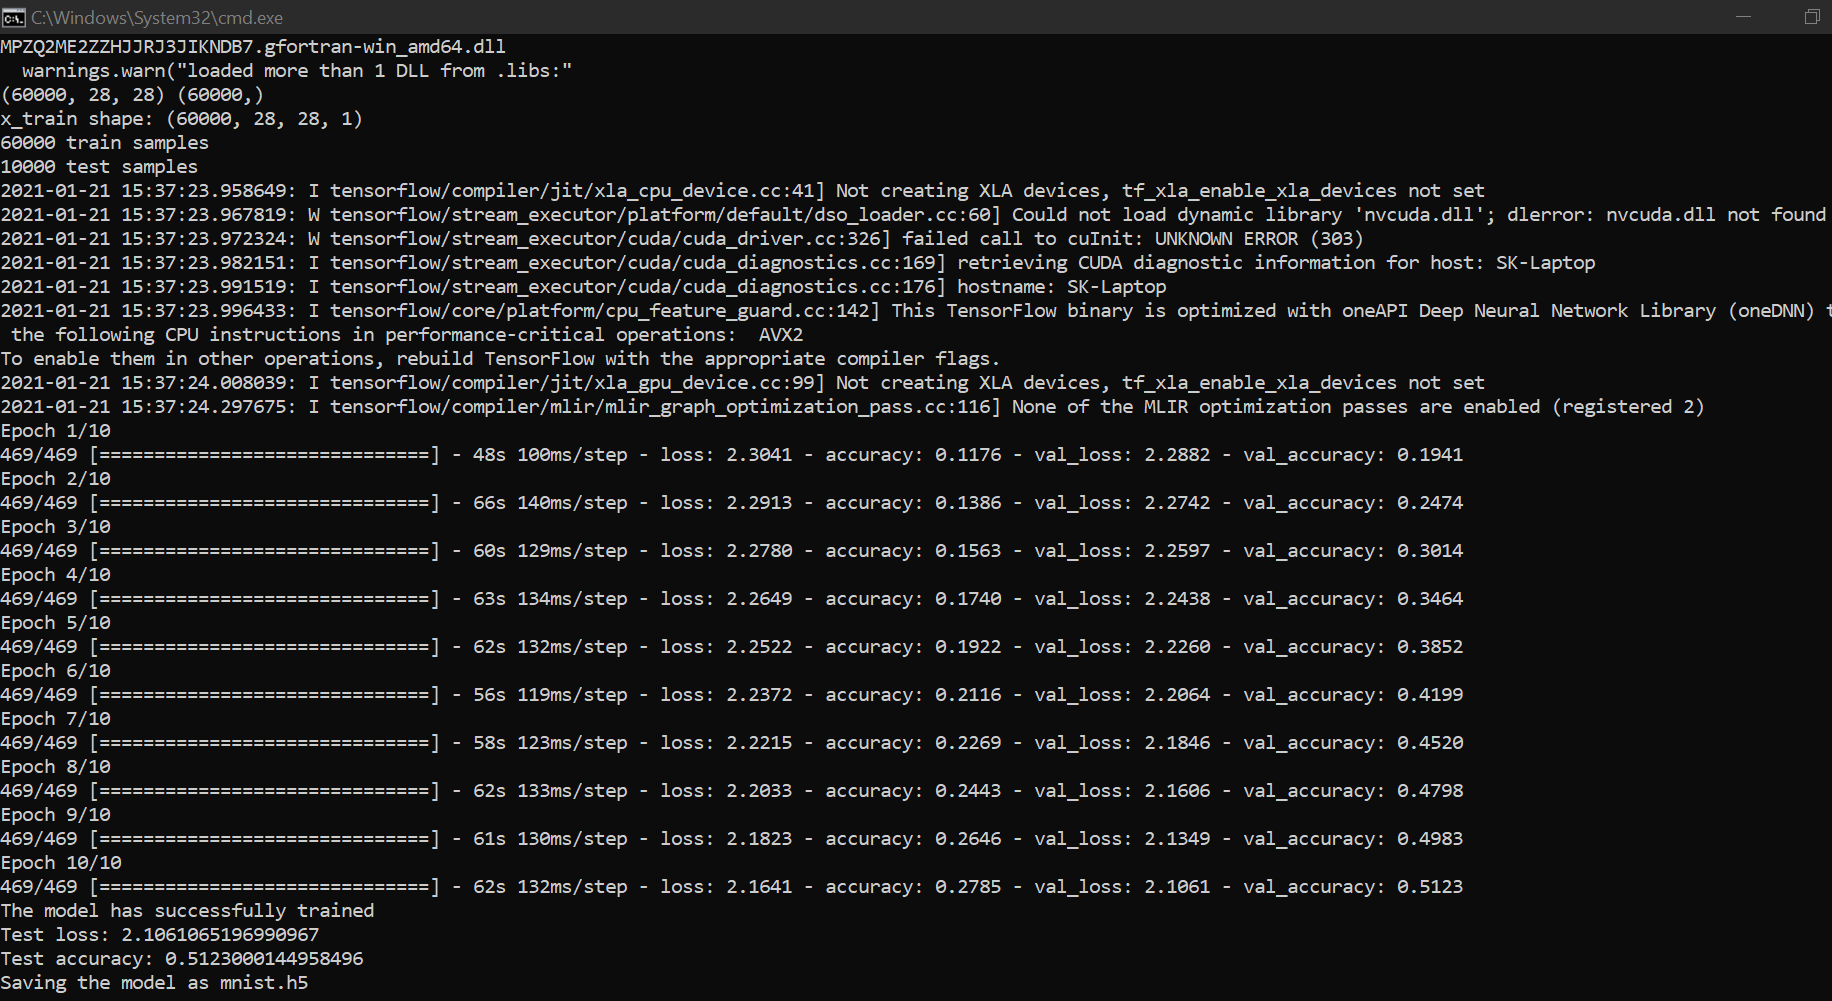 C:\Windows\System32\cmd.exe
MPZQ2ME2ZZHJJRJ3JIKNDB7.gfortran-win_amd64.dll
  warnings.warn("loaded more than 1 DLL from .libs:"
(60000, 28, 28) (60000,)
x_train shape: (60000, 28, 28, 1)
60000 train samples
10000 test samples
2021-01-21 15:37:23.958649: I tensorflow/compiler/jit/xla_cpu_device.cc:41] Not creating XLA devices, tf_xla_enable_xla_devices not set
2021-01-21 15:37:23.967819: W tensorflow/stream_executor/platform/default/dso_loader.cc:60] Could not load dynamic library 'nvcuda.dll'; dlerror: nvcuda.dll not found
2021-01-21 15:37:23.972324: W tensorflow/stream_executor/cuda/cuda_driver.cc:326] failed call to cuInit: UNKNOWN ERROR (303)
2021-01-21 15:37:23.982151: I tensorflow/stream_executor/cuda/cuda_diagnostics.cc:169] retrieving CUDA diagnostic information for host: SK-Laptop
2021-01-21 15:37:23.991519: I tensorflow/stream_executor/cuda/cuda_diagnostics.cc:176] hostname: SK-Laptop
2021-01-21 15:37:23.996433: I tensorflow/core/platform/cpu_feature_guard.cc:142] This TensorFlow binary is optimized with oneAPI Deep Neural Network Library (oneDNN) t
 the following CPU instructions in performance-critical operations:  AVX2
To enable them in other operations, rebuild TensorFlow with the appropriate compiler flags.
2021-01-21 15:37:24.008039: I tensorflow/compiler/jit/xla_gpu_device.cc:99] Not creating XLA devices, tf_xla_enable_xla_devices not set
2021-01-21 15:37:24.297675: I tensorflow/compiler/mlir/mlir_graph_optimization_pass.cc:116] None of the MLIR optimization passes are enabled (registered 2)
Epoch 1/10
469/469 [==============================] - 48s 100ms/step - loss: 2.3041 - accuracy: 0.1176 - val_loss: 2.2882 - val_accuracy: 0.1941
Epoch 2/10
469/469 [==============================] - 66s 140ms/step - loss: 2.2913 - accuracy: 0.1386 - val_loss: 2.2742 - val_accuracy: 0.2474
Epoch 3/10
469/469 [==============================] - 60s 129ms/step - loss: 2.2780 - accuracy: 0.1563 - val_loss: 2.2597 - val_accuracy: 0.3014
Epoch 4/10
469/469 [==============================] - 63s 134ms/step - loss: 2.2649 - accuracy: 0.1740 - val_loss: 2.2438 - val_accuracy: 0.3464
Epoch 5/10
469/469 [==============================] - 62s 132ms/step - loss: 2.2522 - accuracy: 0.1922 - val_loss: 2.2260 - val_accuracy: 0.3852
Epoch 6/10
469/469 [==============================] - 56s 119ms/step - loss: 2.2372 - accuracy: 0.2116 - val_loss: 2.2064 - val_accuracy: 0.4199
Epoch 7/10
469/469 [==============================] - 58s 123ms/step - loss: 2.2215 - accuracy: 0.2269 - val_loss: 2.1846 - val_accuracy: 0.4520
Epoch 8/10
469/469 [==============================] - 62s 133ms/step - loss: 2.2033 - accuracy: 0.2443 - val_loss: 2.1606 - val_accuracy: 0.4798
Epoch 9/10
469/469 [==============================] - 61s 130ms/step - loss: 2.1823 - accuracy: 0.2646 - val_loss: 2.1349 - val_accuracy: 0.4983
Epoch 10/10
469/469 [==============================] - 62s 132ms/step - loss: 2.1641 - accuracy: 0.2785 - val_loss: 2.1061 - val_accuracy: 0.5123
The model has successfully trained
Test loss: 2.1061065196990967
Test accuracy: 0.5123000144958496
Saving the model as mnist.h5